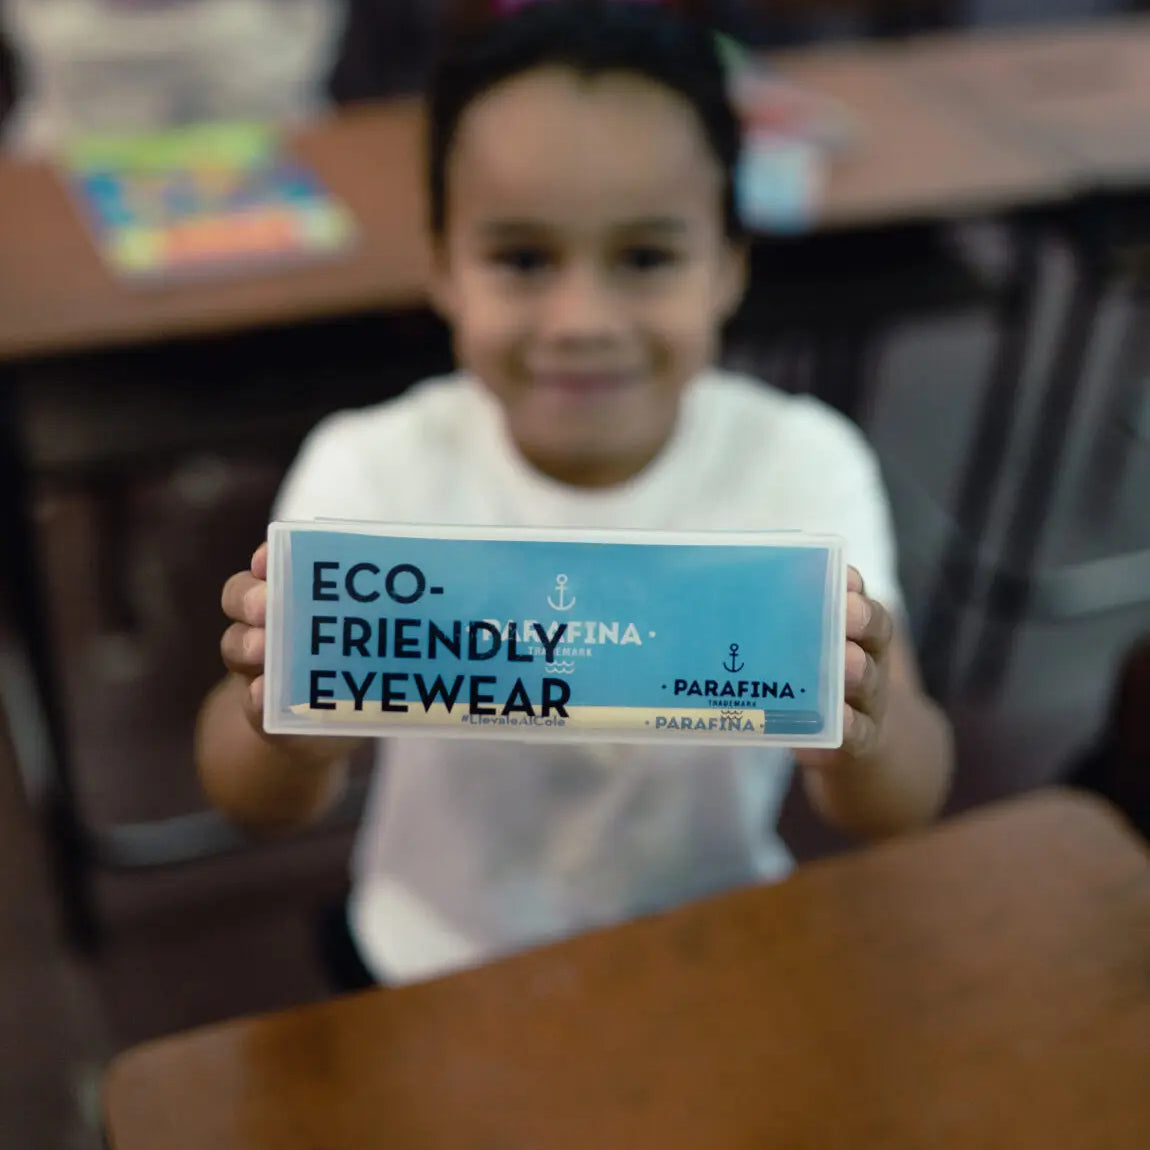 ECO-
FRIENDLY
EYEWEAR
· PARAFINA ·
TRADEMARK
· PARAFINA ·
TRADEMARK
#LlevaleAlCole
· PARAFINA ·